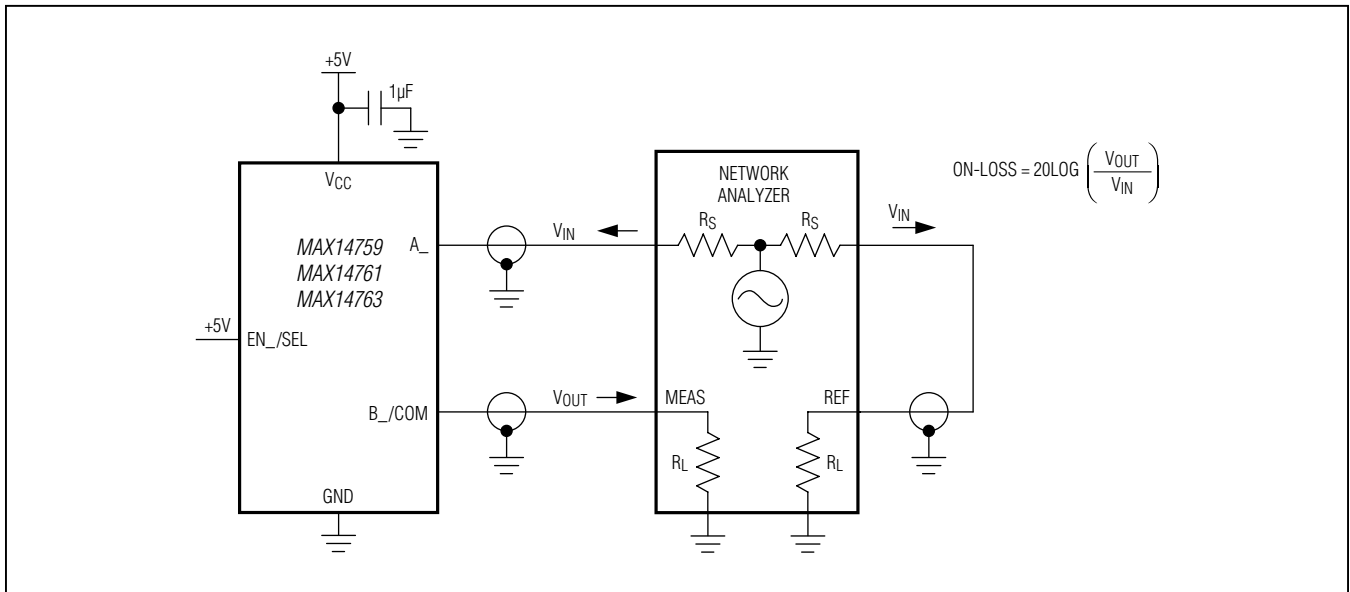 +5V
1µF
VCC
MAX14759
MAX14761
MAX14763
A_
+5V
EN_/SEL
B_/COM
GND
VIN
VOUT
NETWORK
ANALYZER
RS
RS
MEAS
REF
RL
RL
VIN
ON-LOSS = 20LOG (VOUT/VIN)